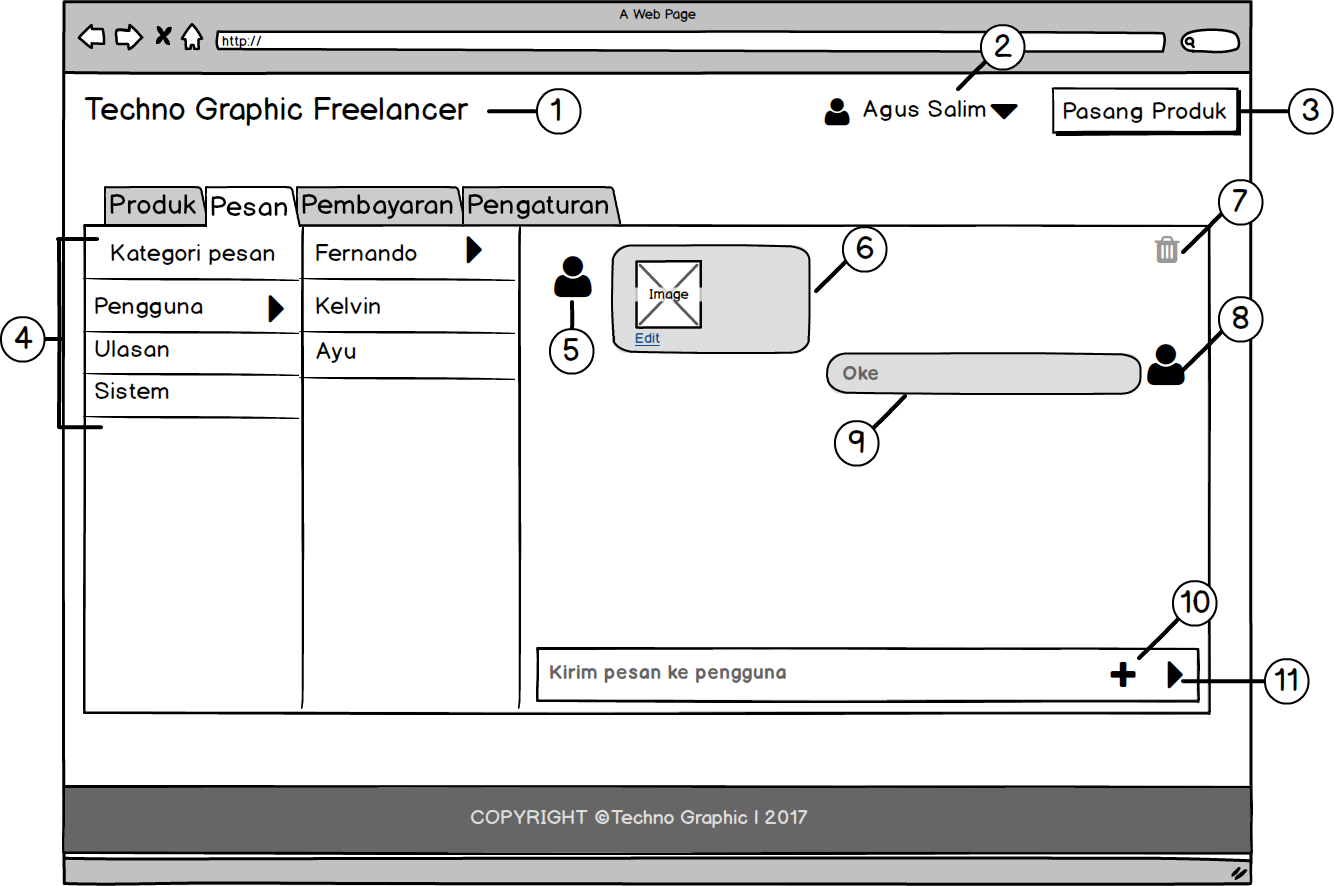 A Web Page
http://
2
Techno Graphic Freelancer
1
Agus Salim
Pasang Produk
3
Produk
Pesan
Pembayaran
Pengaturan
7
Kategori pesan
Fernando
6
Pengguna
Kelvin
Image
8
4
Edit
5
Ulasan
Ayu
Oke
Sistem
9
10
Kirim pesan ke pengguna
11
COPYRIGHT ©Techno Graphic | 2017